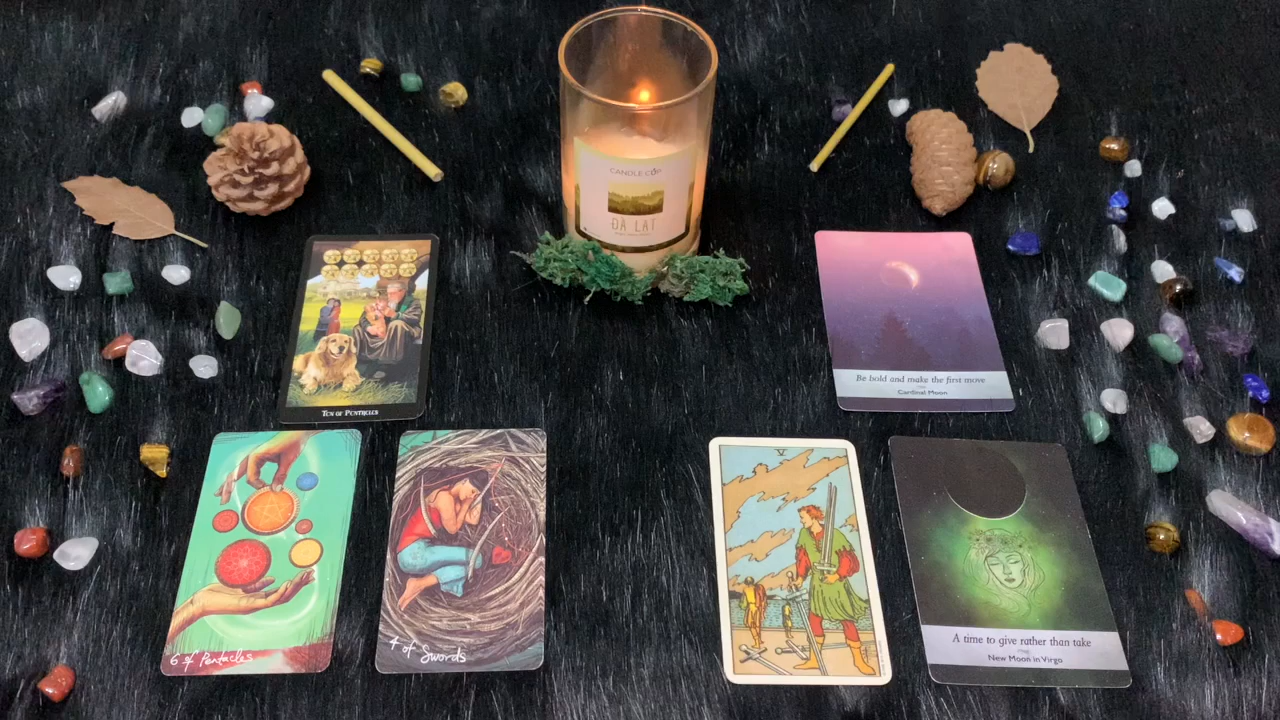 CANDLE CỐP
ĐÀ LẠT
TEN OF PENTACLES
Be bold and make the first move
Cardinal Moon
6 of Pentacles
4 of Swords
V
A time to give rather than take
New Moon in Virgo